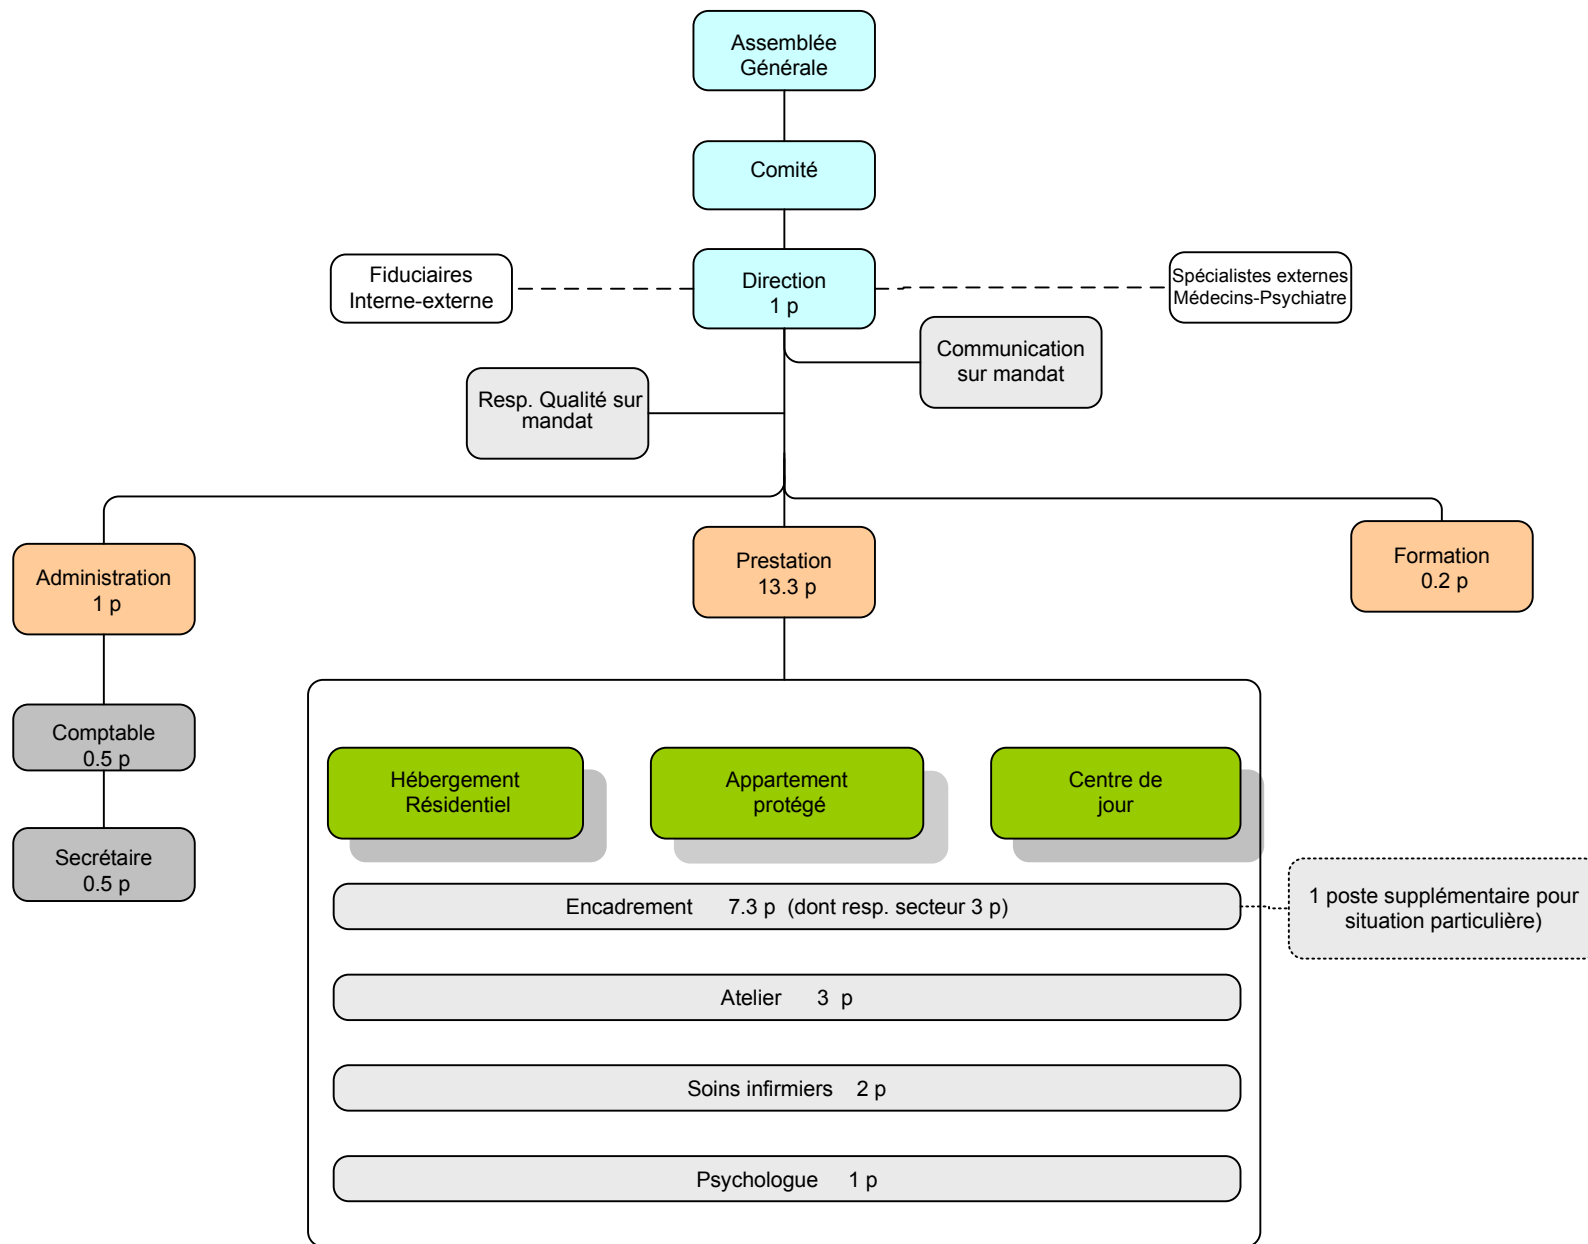 Assemblée
Générale
Comité
Direction
1 p
Fiduciaires
Interne-externe
Spécialistes externes
Médecins-Psychiatre
Communication
sur mandat
Resp. Qualité sur
mandat
Administration
1 p
Prestation
13.3 p
Formation
0.2 p
Comptable
0.5 p
Secrétaire
0.5 p
Hébergement
Résidentiel
Appartement
protégé
Centre de
jour
Encadrement 7.3 p (dont resp. secteur 3 p)
1 poste supplémentaire pour
situation particulière)
Atelier 3 p
Soins infirmiers 2 p
Psychologue 1 p